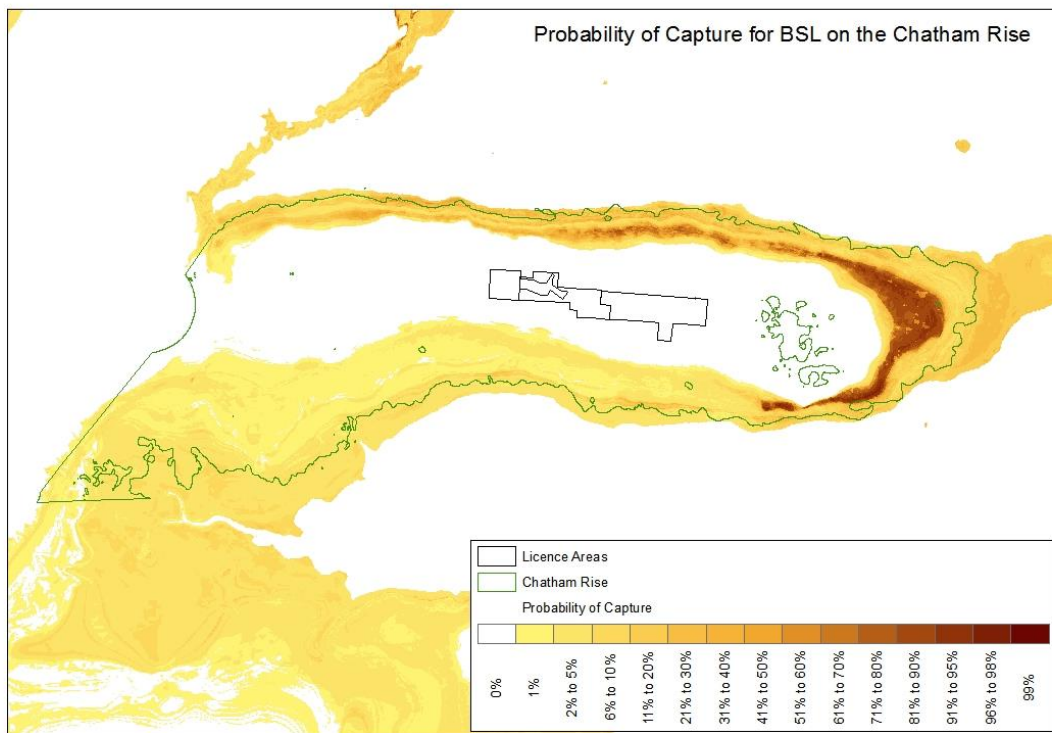 Probability of Capture for BSL on the Chatham Rise
Licence Areas
Chatham Rise
Probability of Capture
0%
1%
2% to 5%
6% to 10%
11% to 20%
21% to 30%
31% to 40%
41% to 50%
51% to 60%
61% to 70%
71% to 80%
81% to 90%
91% to 95%
96% to 98%
99%